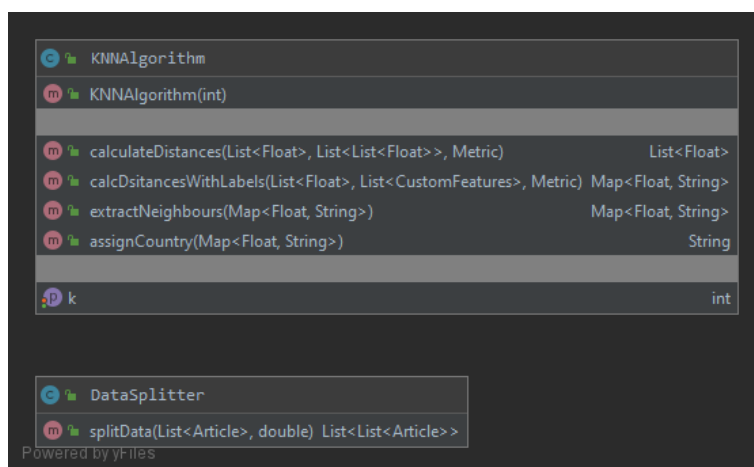 KNNAlgorithm
KNNAlgorithm(int)
calculateDistances(List<Float>, List<List<Float>>, Metric) List<Float>
calcDsitancesWithLabels(List<Float>, List<CustomFeatures>, Metric) Map<Float, String>
extractNeighbours(Map<Float, String>) Map<Float, String>
assignCountry(Map<Float, String>) String
k int
DataSplitter
splitData(List<Article>, double) List<List<Article>>
Powered by yFiles